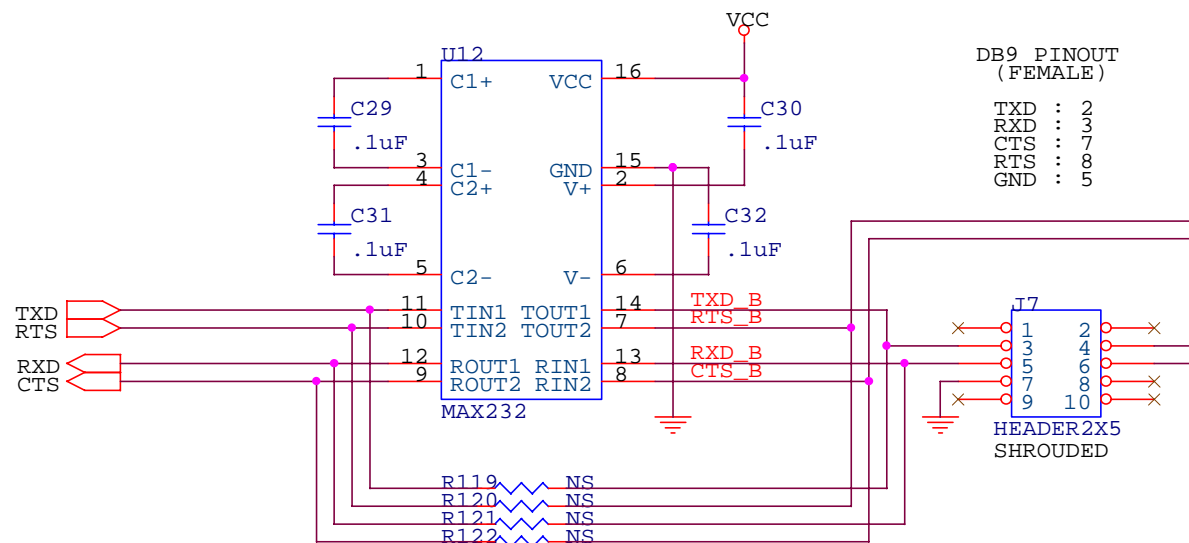 VCC
U12
1 C1+ VCC 16
C29
.1uF
C30
.1uF
3 C1- GND 15
4 C2+ V+ 2
C31
.1uF
C32
.1uF
5 C2- V- 6
TXD 11 TIN1 TOUT1 14 TXD_B
RTS 10 TIN2 TOUT2 7 RTS_B
RXD 12 ROUT1 RIN1 13 RXD_B
CTS 9 ROUT2 RIN2 8 CTS_B
MAX232
DB9 PINOUT
(FEMALE)
TXD : 2
RXD : 3
CTS : 7
RTS : 8
GND : 5
J7
1 2
3 4
5 6
7 8
9 10
HEADER2X5
SHROUDED
R119 NS
R120 NS
R121 NS
R122 NS